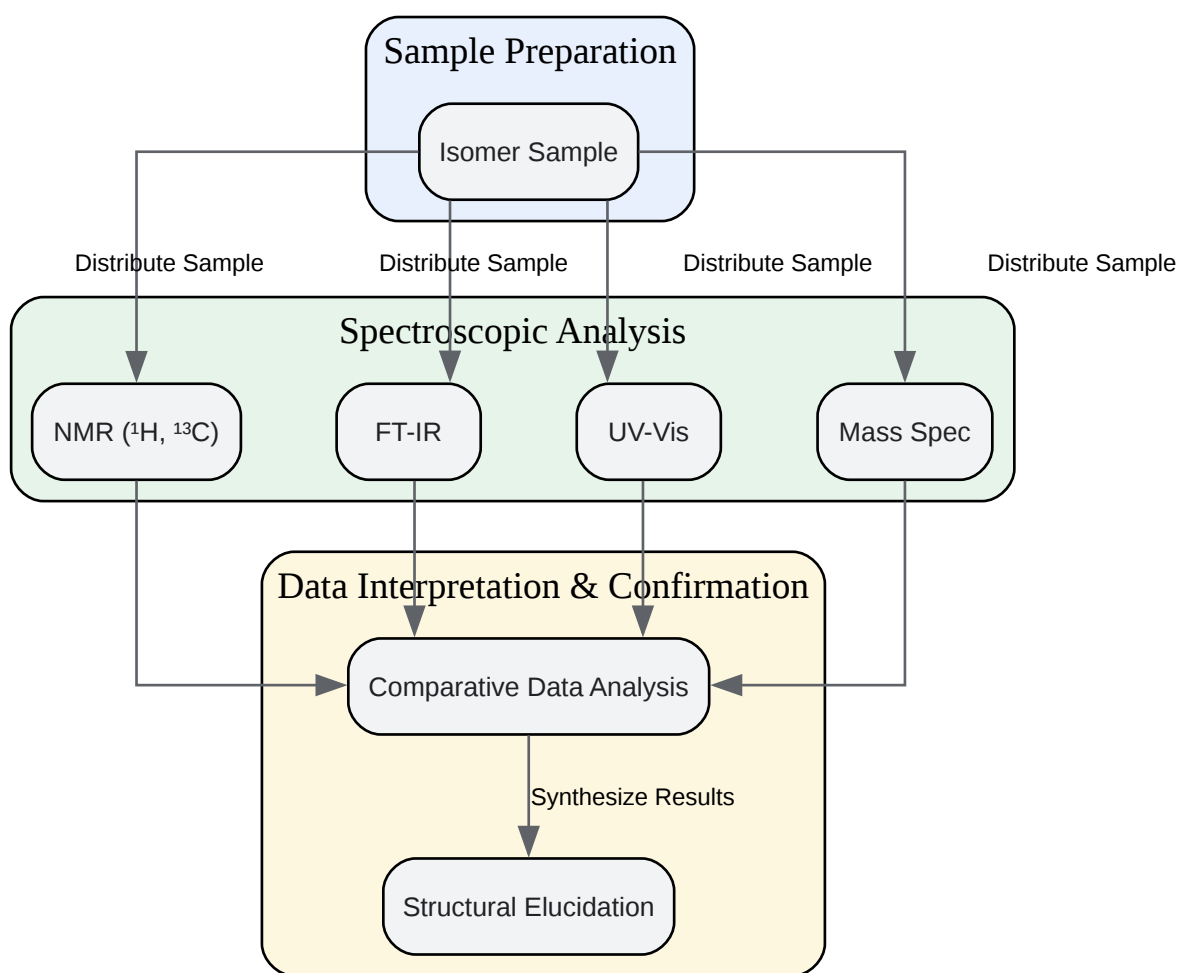 Sample Preparation
Isomer Sample
Distribute Sample
Distribute Sample
Distribute Sample
Distribute Sample
Spectroscopic Analysis
NMR (¹H, ¹³C)
FT-IR
UV-Vis
Mass Spec
Data Interpretation & Confirmation
Comparative Data Analysis
Synthesize Results
Structural Elucidation